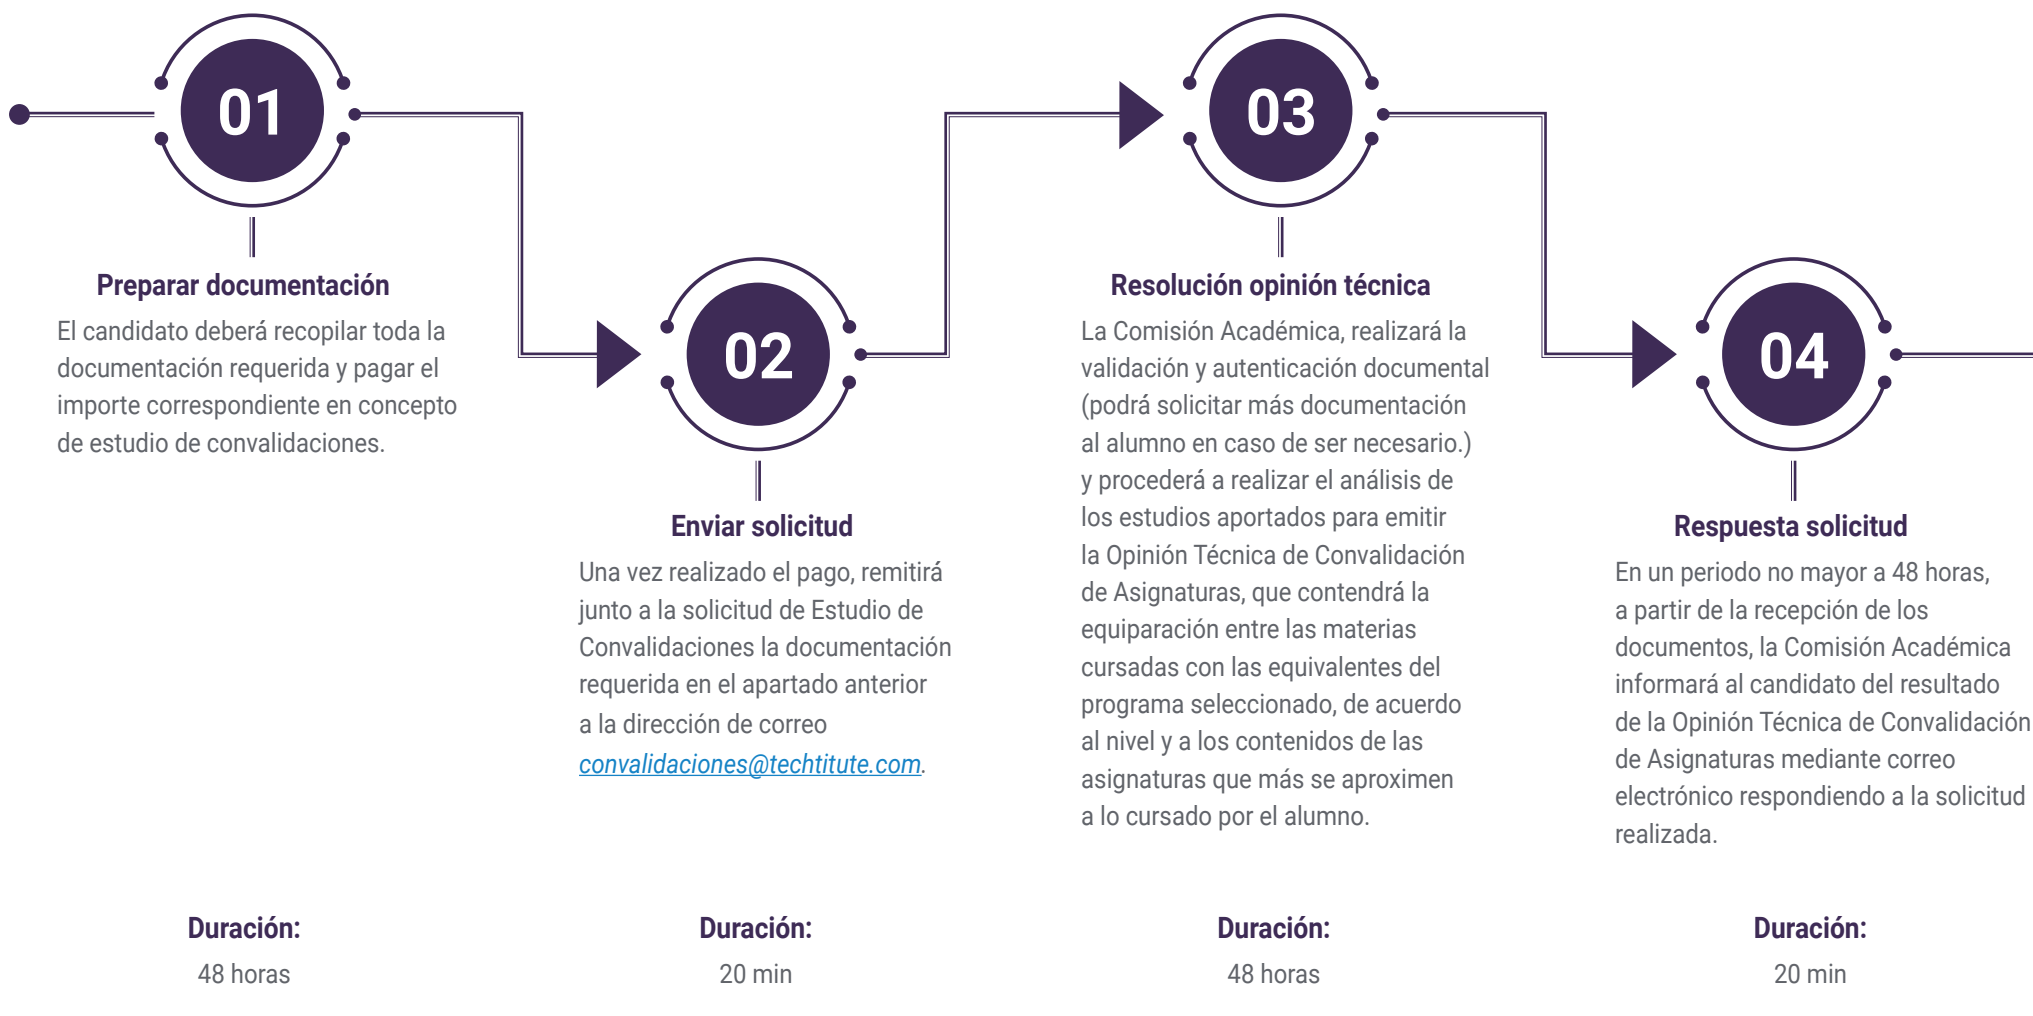 01
Preparar documentación
El candidato deberá recopilar toda la
documentación requerida y pagar el
importe correspondiente en concepto
de estudio de convalidaciones.
Duración:
48 horas
02
Enviar solicitud
Una vez realizado el pago, remitirá
junto a la solicitud de Estudio de
Convalidaciones la documentación
requerida en el apartado anterior
a la dirección de correo
convalidaciones@techtitute.com.
Duración:
20 min
03
Resolución opinión técnica
La Comisión Académica, realizará la
validación y autenticación documental
(podrá solicitar más documentación
al alumno en caso de ser necesario.)
y procederá a realizar el análisis de
los estudios aportados para emitir
la Opinión Técnica de Convalidación
de Asignaturas, que contendrá la
equiparación entre las materias
cursadas con las equivalentes del
programa seleccionado, de acuerdo
al nivel y a los contenidos de las
asignaturas que más se aproximen
a lo cursado por el alumno.
Duración:
48 horas
04
Respuesta solicitud
En un periodo no mayor a 48 horas,
a partir de la recepción de los
documentos, la Comisión Académica
informará al candidato del resultado
de la Opinión Técnica de Convalidación
de Asignaturas mediante correo
electrónico respondiendo a la solicitud
realizada.
Duración:
20 min